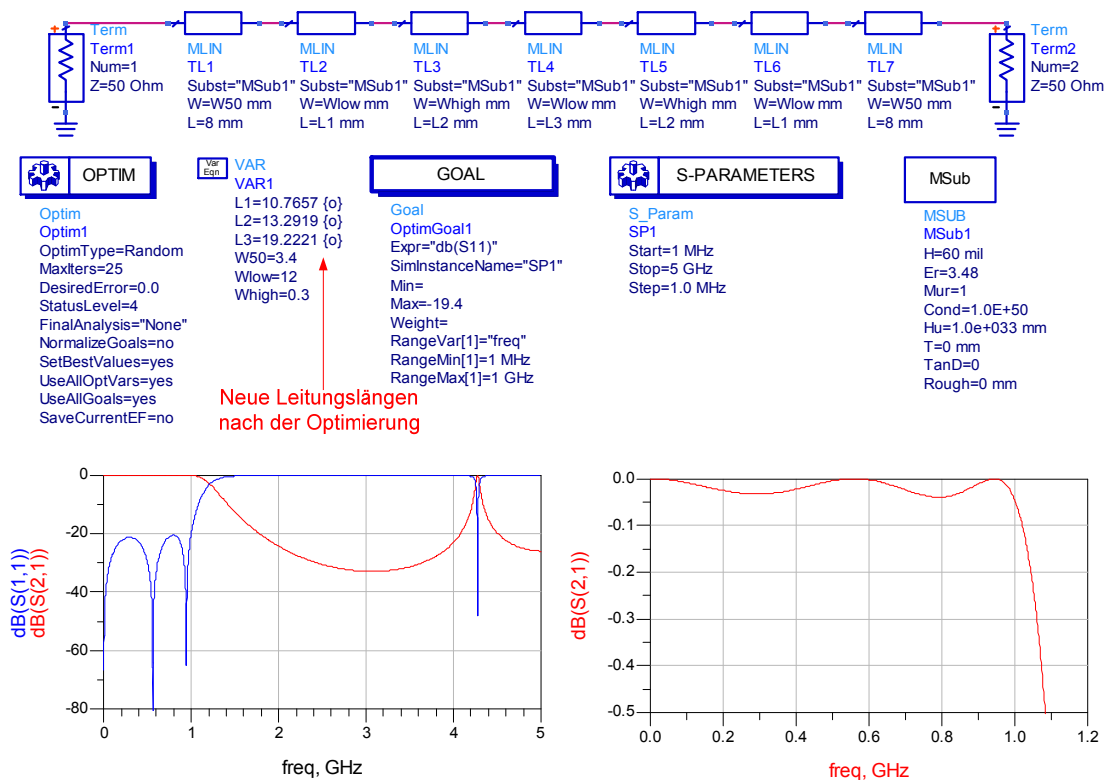 Term
Term1
Num=1
Z=50 Ohm
MLIN
TL1
Subst="MSub1"
W=W50 mm
L=8 mm
MLIN
TL2
Subst="MSub1"
W=Wlow mm
L=L1 mm
MLIN
TL3
Subst="MSub1"
W=Whigh mm
L=L2 mm
MLIN
TL4
Subst="MSub1"
W=Wlow mm
L=L3 mm
MLIN
TL5
Subst="MSub1"
W=Whigh mm
L=L2 mm
MLIN
TL6
Subst="MSub1"
W=Wlow mm
L=L1 mm
MLIN
TL7
Subst="MSub1"
W=W50 mm
L=8 mm
Term
Term2
Num=2
Z=50 Ohm
OPTIM
Optim
Optim1
OptimType=Random
MaxIters=25
DesiredError=0.0
StatusLevel=4
FinalAnalysis="None"
NormalizeGoals=no
SetBestValues=yes
UseAllOptVars=yes
UseAllGoals=yes
SaveCurrentEF=no
Var
Eqn
VAR
VAR1
L1=10.7657 {o}
L2=13.2919 {o}
L3=19.2221 {o}
W50=3.4
Wlow=12
Whigh=0.3
Neue Leitungslängen
nach der Optimierung
GOAL
Goal
OptimGoal1
Expr="db(S11)"
SimInstanceName="SP1"
Min=
Max=-19.4
Weight=
RangeVar[1]="freq"
RangeMin[1]=1 MHz
RangeMax[1]=1 GHz
S-PARAMETERS
S_Param
SP1
Start=1 MHz
Stop=5 GHz
Step=1.0 MHz
MSub
MSUB
MSub1
H=60 mil
Er=3.48
Mur=1
Cond=1.0E+50
Hu=1.0e+033 mm
T=0 mm
TanD=0
Rough=0 mm
dB(S(1,1))
dB(S(2,1))
0
-20
-40
-60
-80
0 1 2 3 4 5
freq, GHz
dB(S(2,1))
0.0
-0.1
-0.2
-0.3
-0.4
-0.5
0.0 0.2 0.4 0.6 0.8 1.0 1.2
freq, GHz